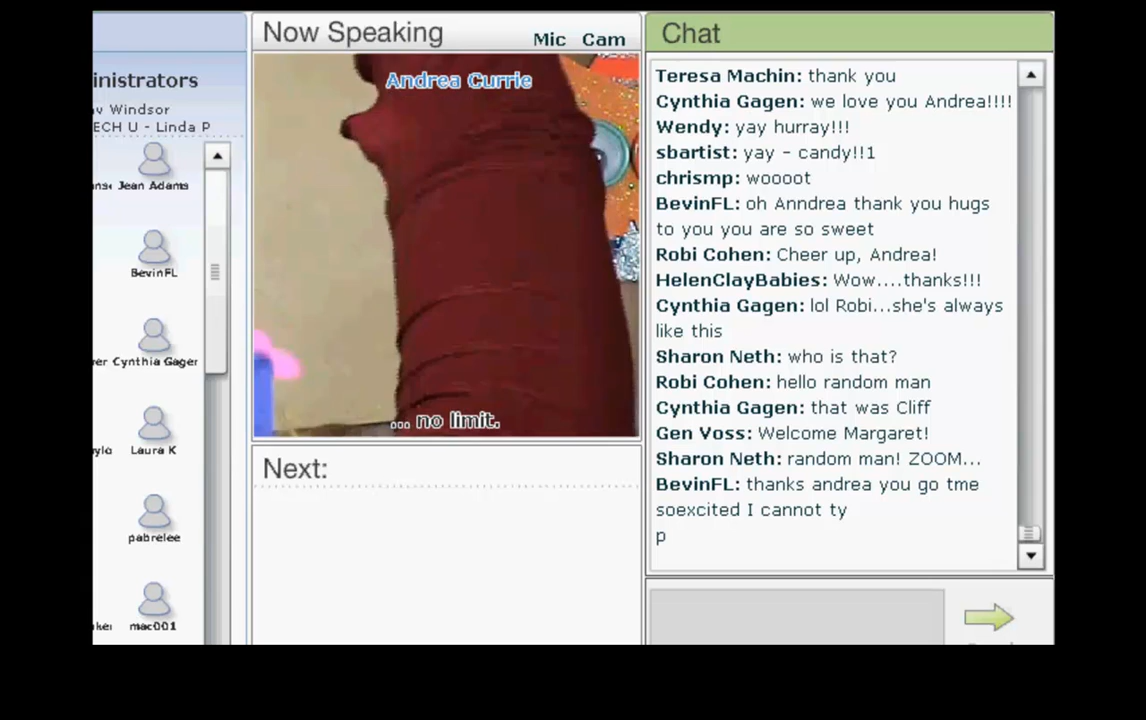 inistrators
av Windsor
ECH U - Linda P
Jean Adams
BevinFL
Cynthia Gager
Laura K
pabrelee
mac001
Now Speaking
Mic Cam
Andrea Currie
... no limit.
Next:
Chat
Teresa Machin: thank you
Cynthia Gagen: we love you Andrea!!!!
Wendy: yay hurray!!!
sbartist: yay - candy!!1
chrismp: woooot
BevinFL: oh Anndrea thank you hugs
to you you are so sweet
Robi Cohen: Cheer up, Andrea!
HelenClayBabies: Wow....thanks!!!
Cynthia Gagen: lol Robi...she's always
like this
Sharon Neth: who is that?
Robi Cohen: hello random man
Cynthia Gagen: that was Cliff
Gen Voss: Welcome Margaret!
Sharon Neth: random man! ZOOM...
BevinFL: thanks andrea you go tme
soexcited I cannot ty
p